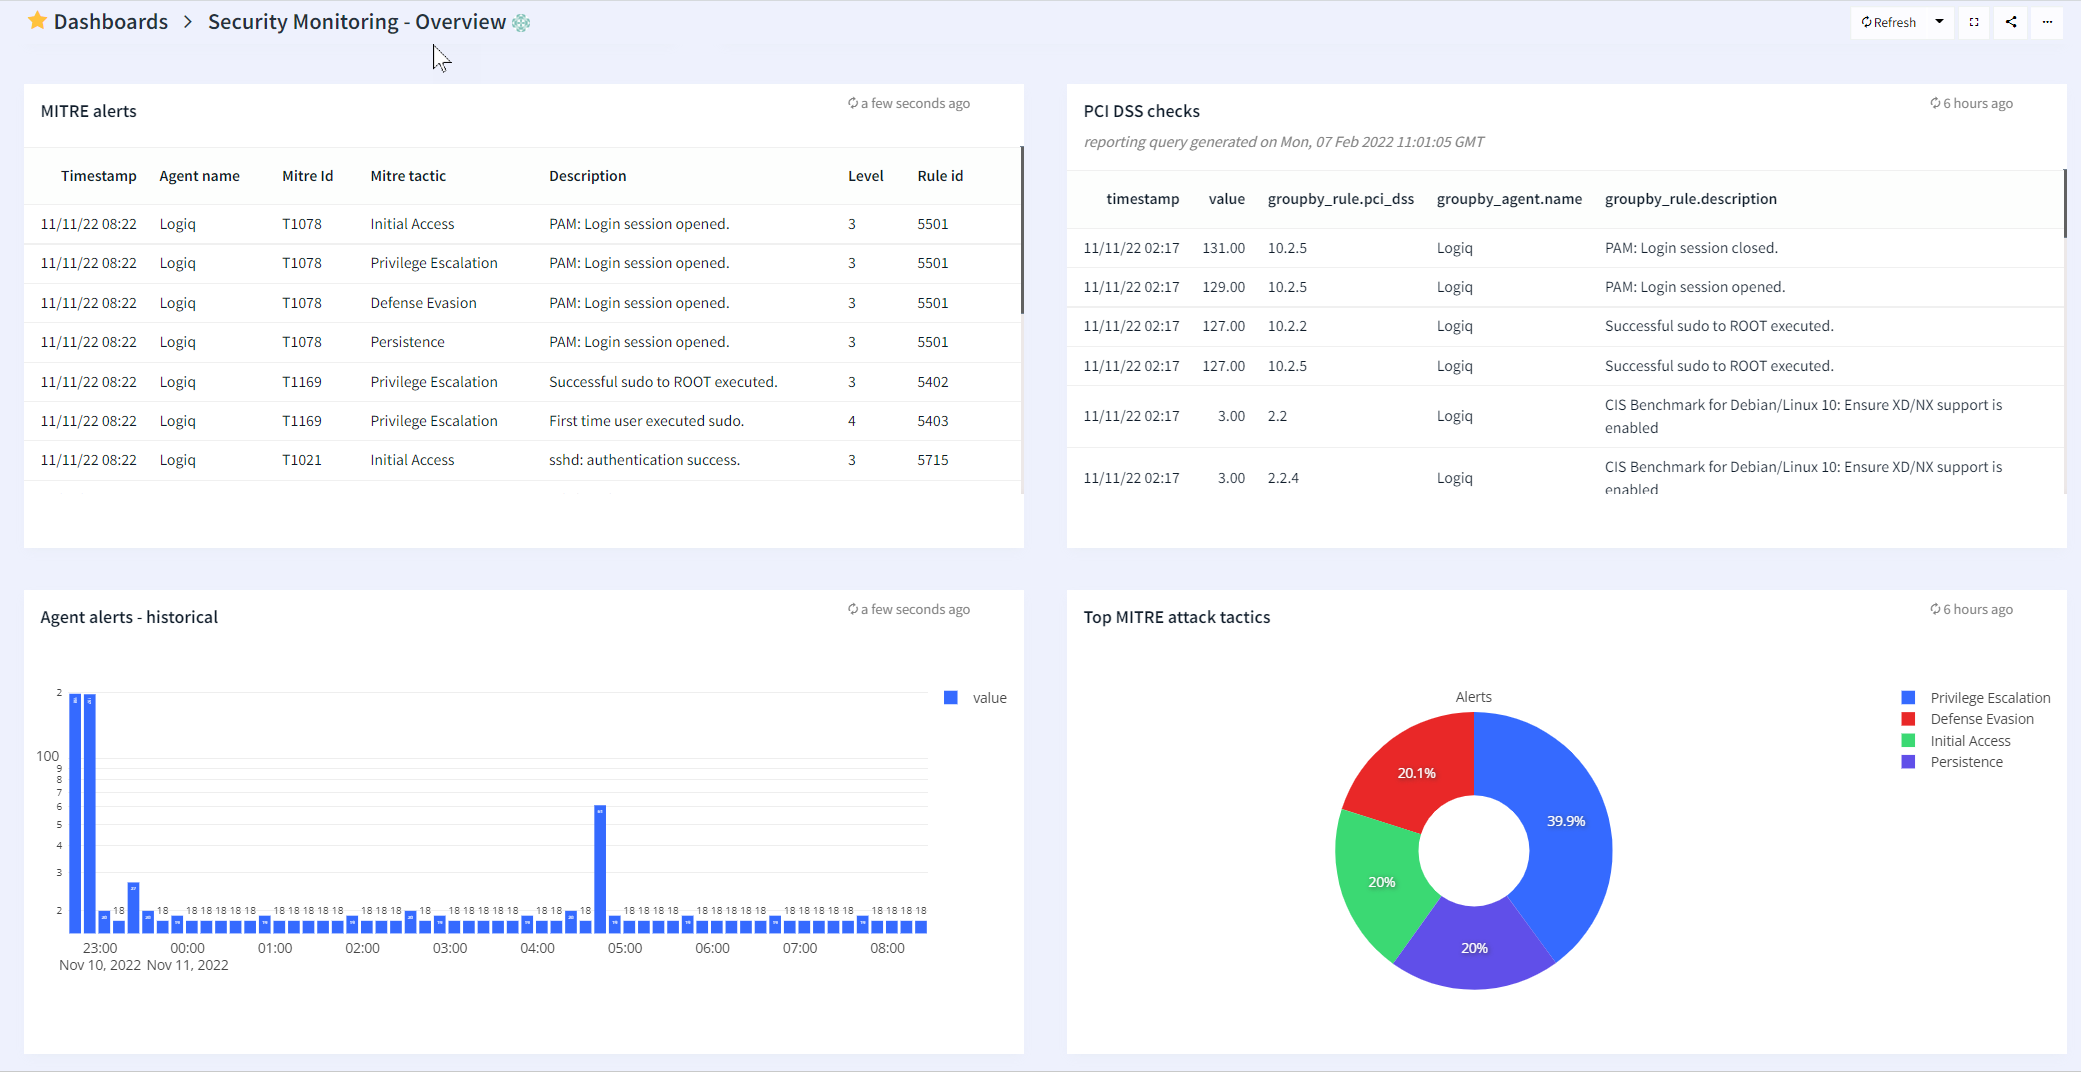 Dashboards > Security Monitoring - Overview
Refresh
MITRE alerts
a few seconds ago
Timestamp Agent name Mitre Id Mitre tactic Description Level Rule id
11/11/22 08:22 Logiq T1078 Initial Access PAM: Login session opened. 3 5501
11/11/22 08:22 Logiq T1078 Privilege Escalation PAM: Login session opened. 3 5501
11/11/22 08:22 Logiq T1078 Defense Evasion PAM: Login session opened. 3 5501
11/11/22 08:22 Logiq T1078 Persistence PAM: Login session opened. 3 5501
11/11/22 08:22 Logiq T1169 Privilege Escalation Successful sudo to ROOT executed. 3 5402
11/11/22 08:22 Logiq T1169 Privilege Escalation First time user executed sudo. 4 5403
11/11/22 08:22 Logiq T1021 Initial Access sshd: authentication success. 3 5715
PCI DSS checks
6 hours ago
reporting query generated on Mon, 07 Feb 2022 11:01:05 GMT
timestamp value groupby_rule.pci_dss groupby_agent.name groupby_rule.description
11/11/22 02:17 131.00 10.2.5 Logiq PAM: Login session closed.
11/11/22 02:17 129.00 10.2.5 Logiq PAM: Login session opened.
11/11/22 02:17 127.00 10.2.2 Logiq Successful sudo to ROOT executed.
11/11/22 02:17 127.00 10.2.5 Logiq Successful sudo to ROOT executed.
11/11/22 02:17 3.00 2.2 Logiq CIS Benchmark for Debian/Linux 10: Ensure XD/NX support is
enabled
11/11/22 02:17 3.00 2.2.4 Logiq CIS Benchmark for Debian/Linux 10: Ensure XD/NX support is
enabled
Agent alerts - historical
a few seconds ago
value
2
100
9
8
7
6
5
4
3
2
18 18 18 18 18 18 18 18 18 18 18 18 18 18 18 18 18 18 18 18 18 18 18 18 18 18 18 18 18 18 18 18 18 18 18 18 18 18 18 18
23:00 00:00 01:00 02:00 03:00 04:00 05:00 06:00 07:00 08:00
Nov 10, 2022 Nov 11, 2022
Top MITRE attack tactics
6 hours ago
Alerts
39.9%
20.1%
20%
20%
Privilege Escalation
Defense Evasion
Initial Access
Persistence